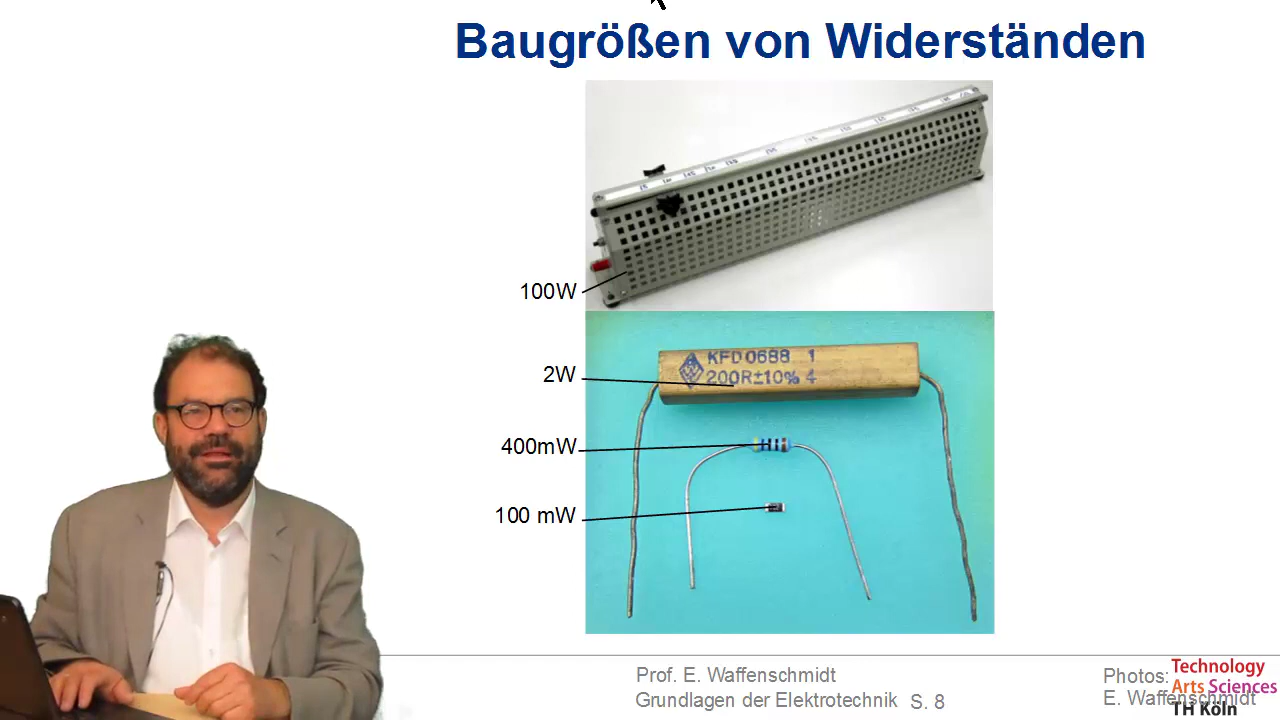 Baugrößen von Widerständen
100W
2W
KFD 0688 1
200R±10% 4
400mW
100 mW
Prof. E. Waffenschmidt
Grundlagen der Elektrotechnik S. 8
Photos:
E. Waffenschmidt
Technology
Arts Sciences
TH Köln